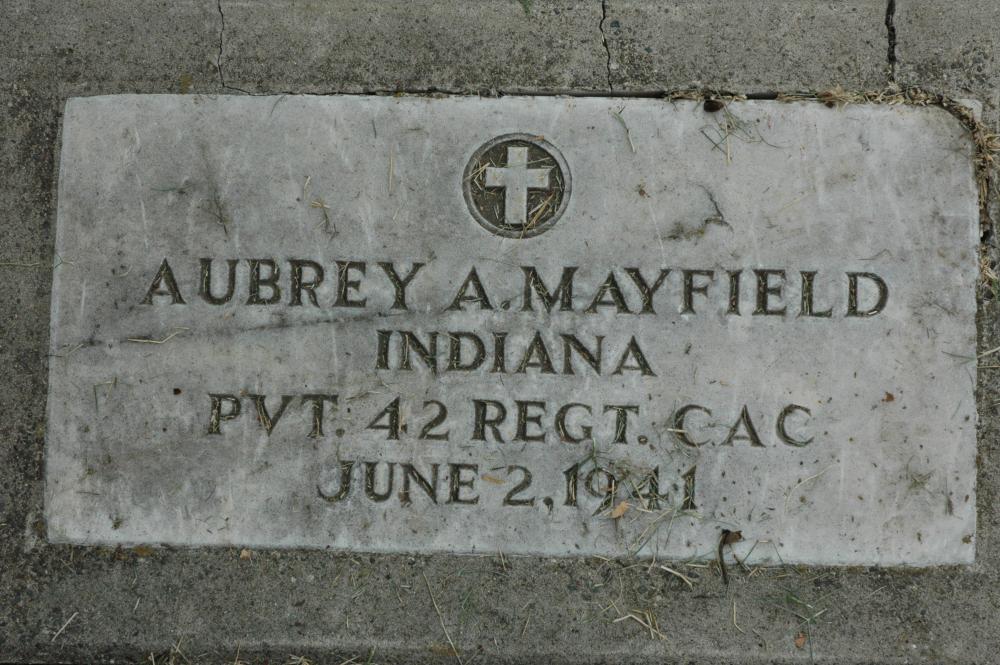 AUBREY A. MAYFIELD
INDIANA
PVT. 42 REGT. CAC
JUNE 2, 1941